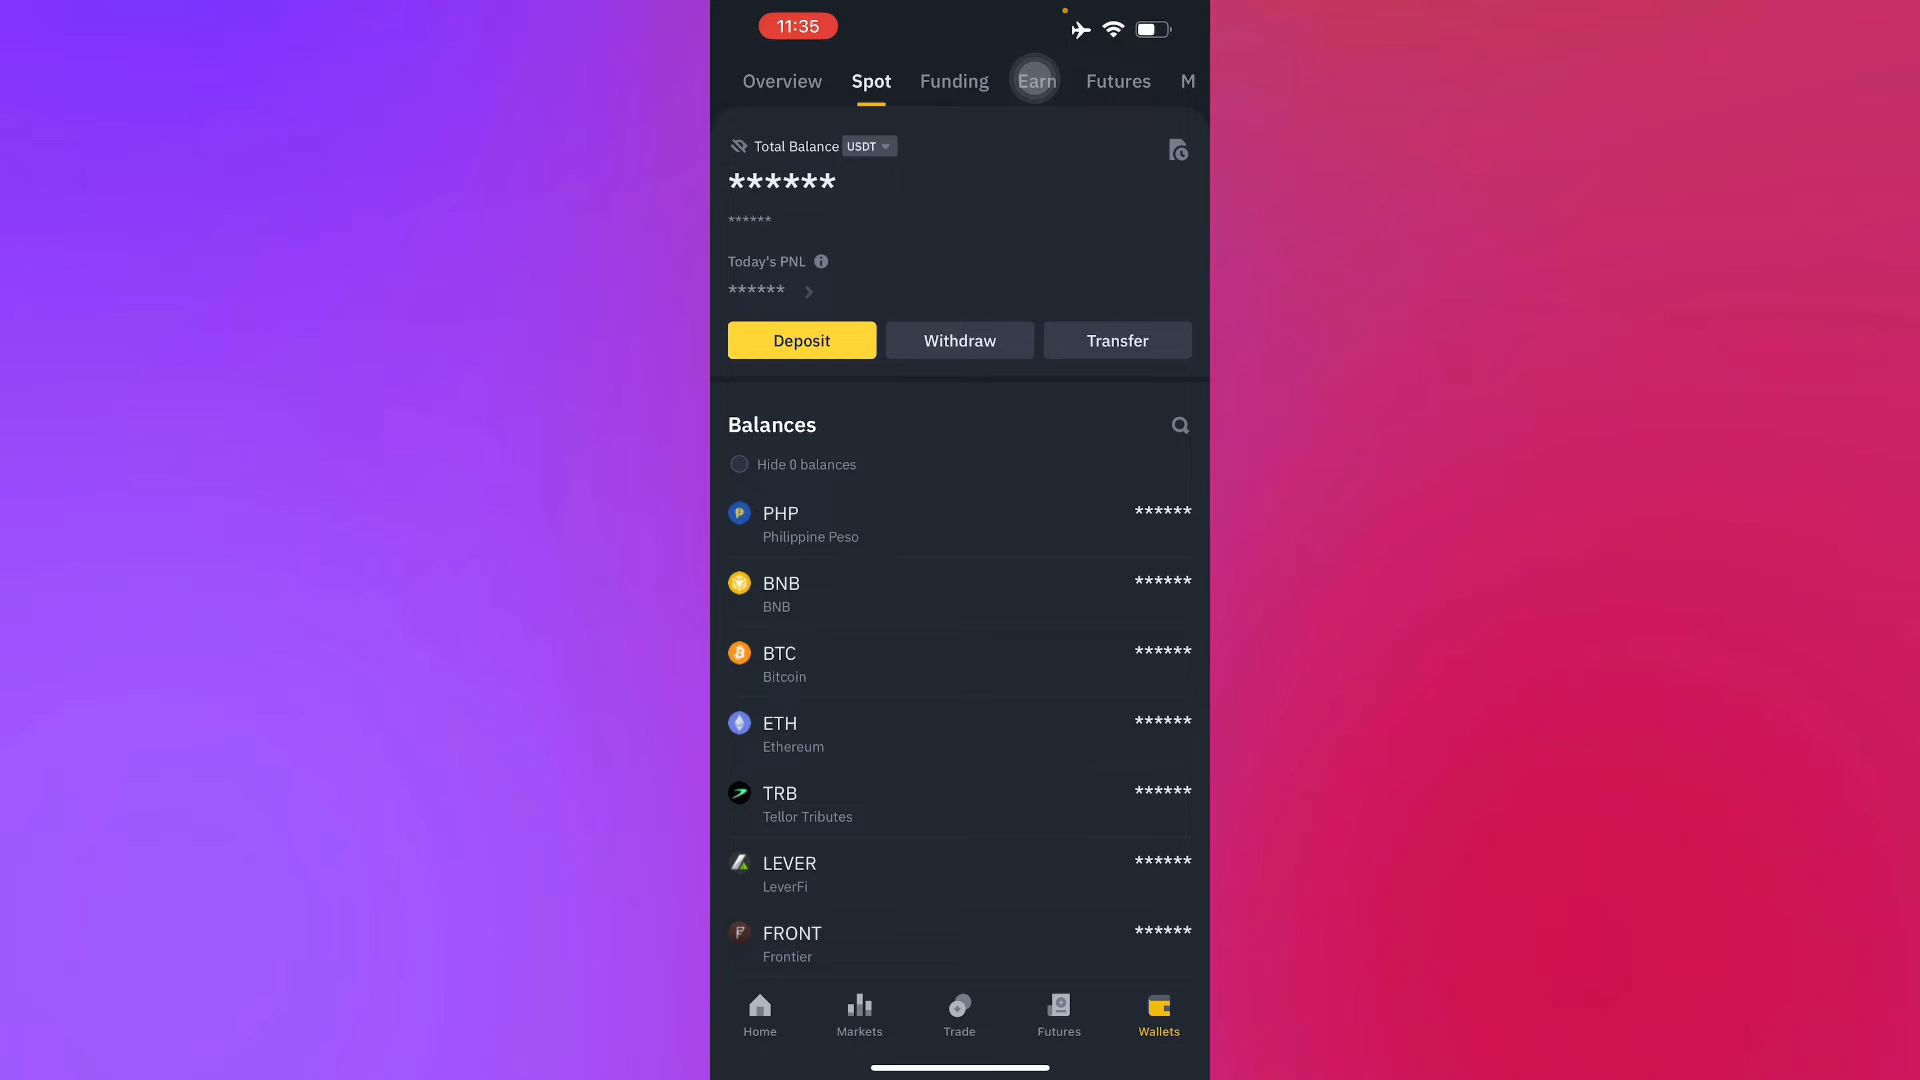 11:35
Overview Spot Funding Earn Futures M
Total Balance USDT
******
******
Today's PNL
******
Deposit Withdraw Transfer
Balances
Hide 0 balances
PHP ******
Philippine Peso
BNB ******
BNB
BTC ******
Bitcoin
ETH ******
Ethereum
TRB ******
Tellor Tributes
LEVER ******
LeverFi
FRONT ******
Frontier
Home Markets Trade Futures Wallets